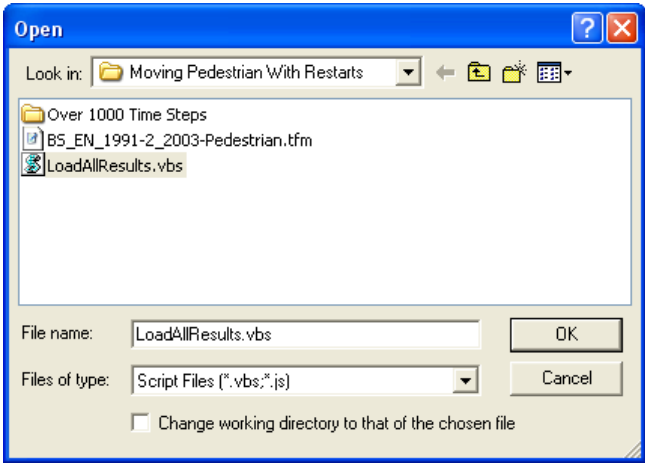 Open
Look in: Moving Pedestrian With Restarts
Over 1000 Time Steps
BS_EN_1991-2_2003-Pedestrian.tfm
LoadAllResults.vbs
File name: LoadAllResults.vbs OK
Files of type: Script Files (*.vbs;*.js) Cancel
Change working directory to that of the chosen file